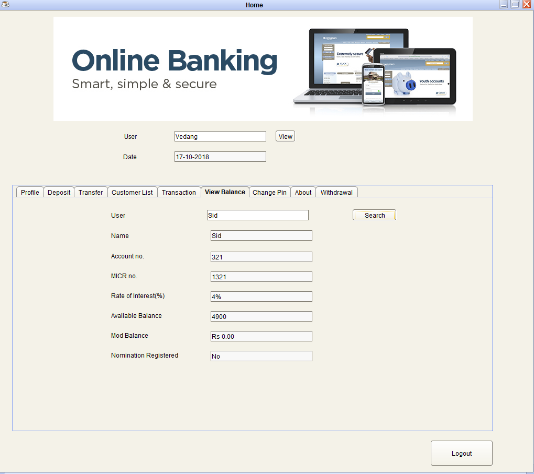 Home
Online Banking
Smart, simple & secure
User Vedang View
Date 17-10-2018
Profile Deposit Transfer Customer List Transaction View Balance Change Pin About Withdrawal
User Sid Search
Name Sid
Account no. 321
MICR no 1321
Rate of interest(%) 4%
Available Balance 4900
Mod Balance Rs 0.00
Nomination Registered No
Logout